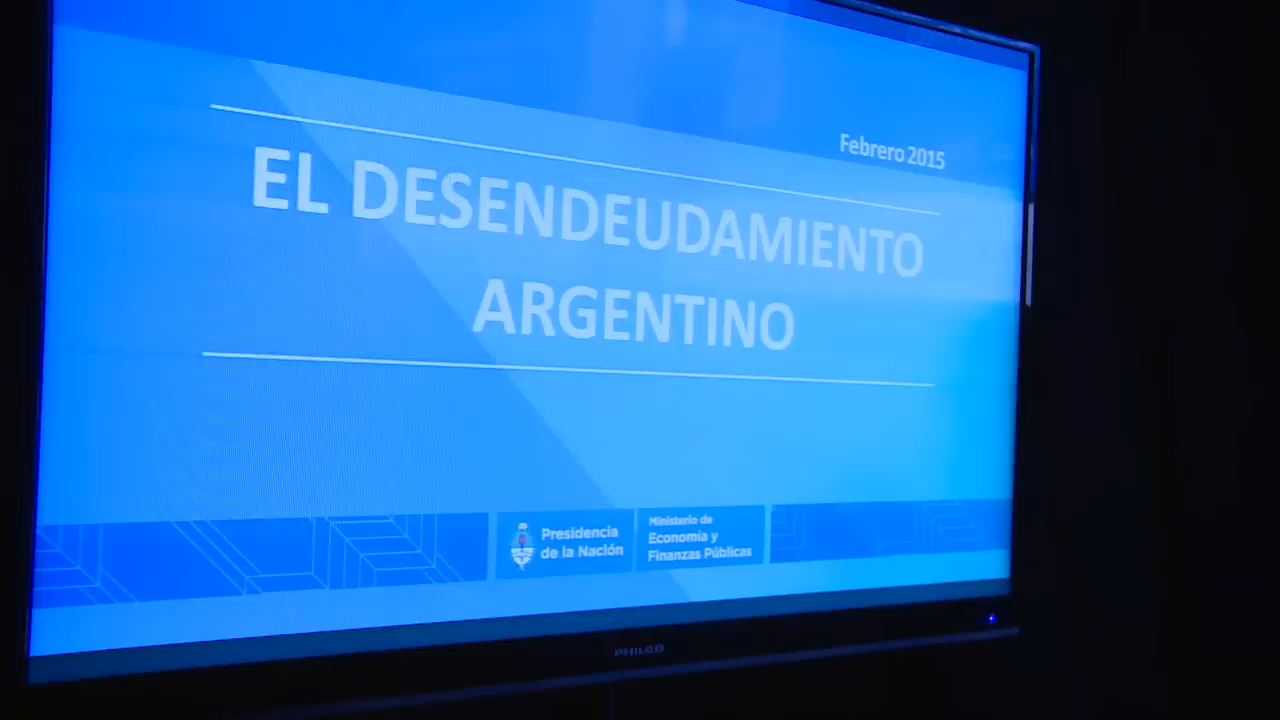 Febrero 2015
EL DESENDEUDAMIENTO
ARGENTINO
Presidencia
de la Nación
Ministerio de
Economía y
Finanzas Públicas
PHILCO